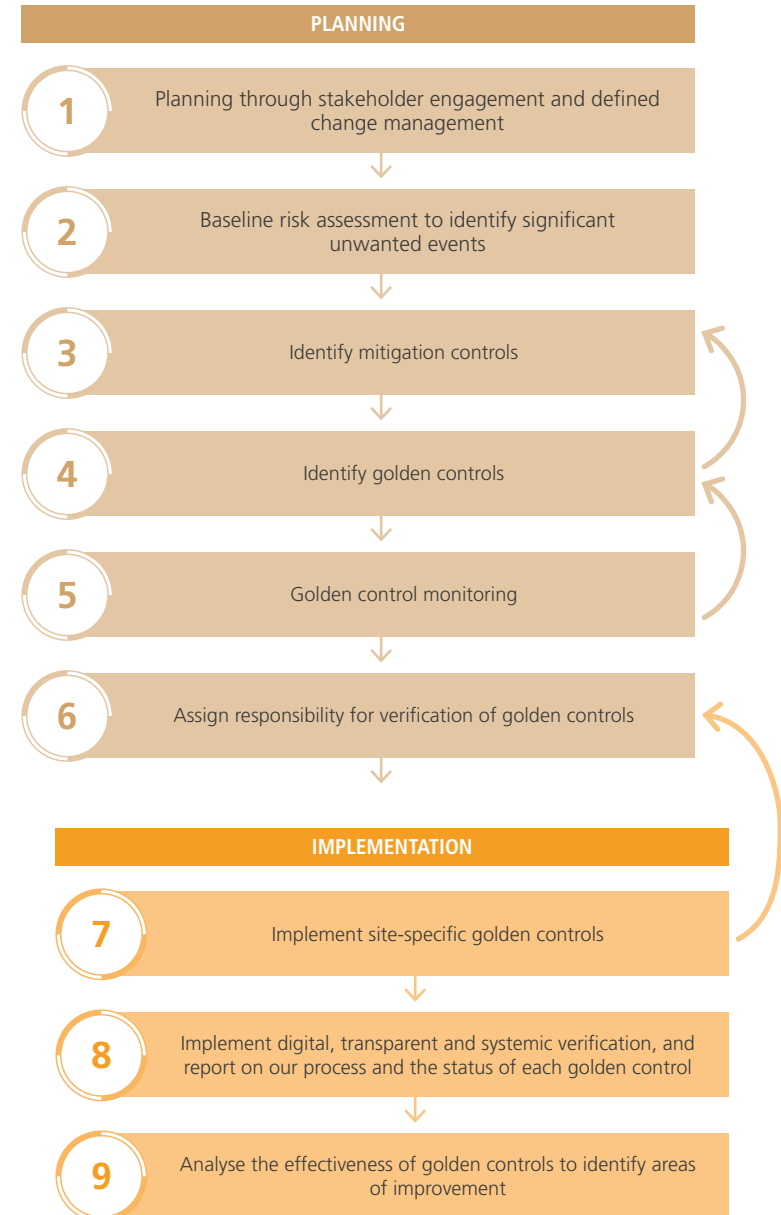 PLANNING
1
Planning through stakeholder engagement and defined
change management
2
Baseline risk assessment to identify significant
unwanted events
3
Identify mitigation controls
4
Identify golden controls
5
Golden control monitoring
6
Assign responsibility for verification of golden controls
IMPLEMENTATION
7
Implement site-specific golden controls
8
Implement digital, transparent and systemic verification, and
report on our process and the status of each golden control
9
Analyse the effectiveness of golden controls to identify areas
of improvement